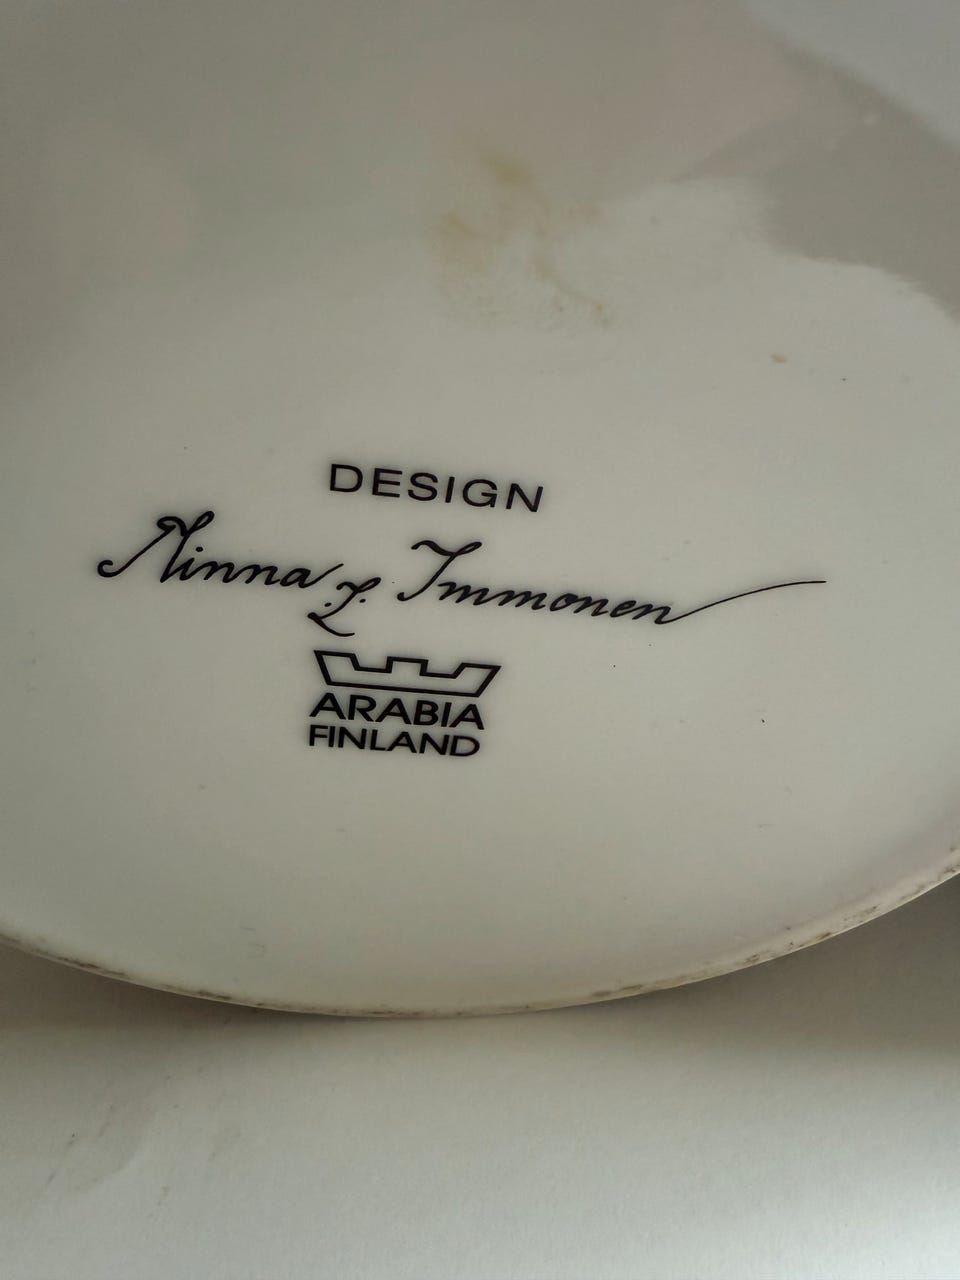 DESIGN
Minna L. Immonen
ARABIA
FINLAND